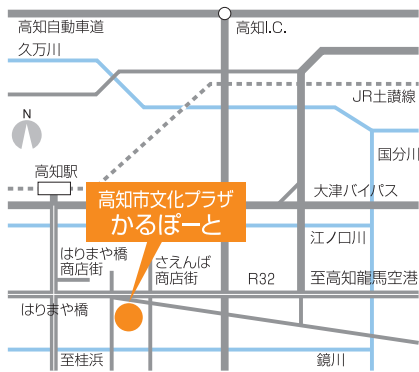 高知自動車道
高知I.C.
久万川
JR土讃線
N
国分川
高知駅
大津バイパス
高知市文化プラザ
かるぽーと
江ノ口川
はりまや橋
商店街
さえんば
商店街
R32
至高知龍馬空港
はりまや橋
至桂浜
鏡川